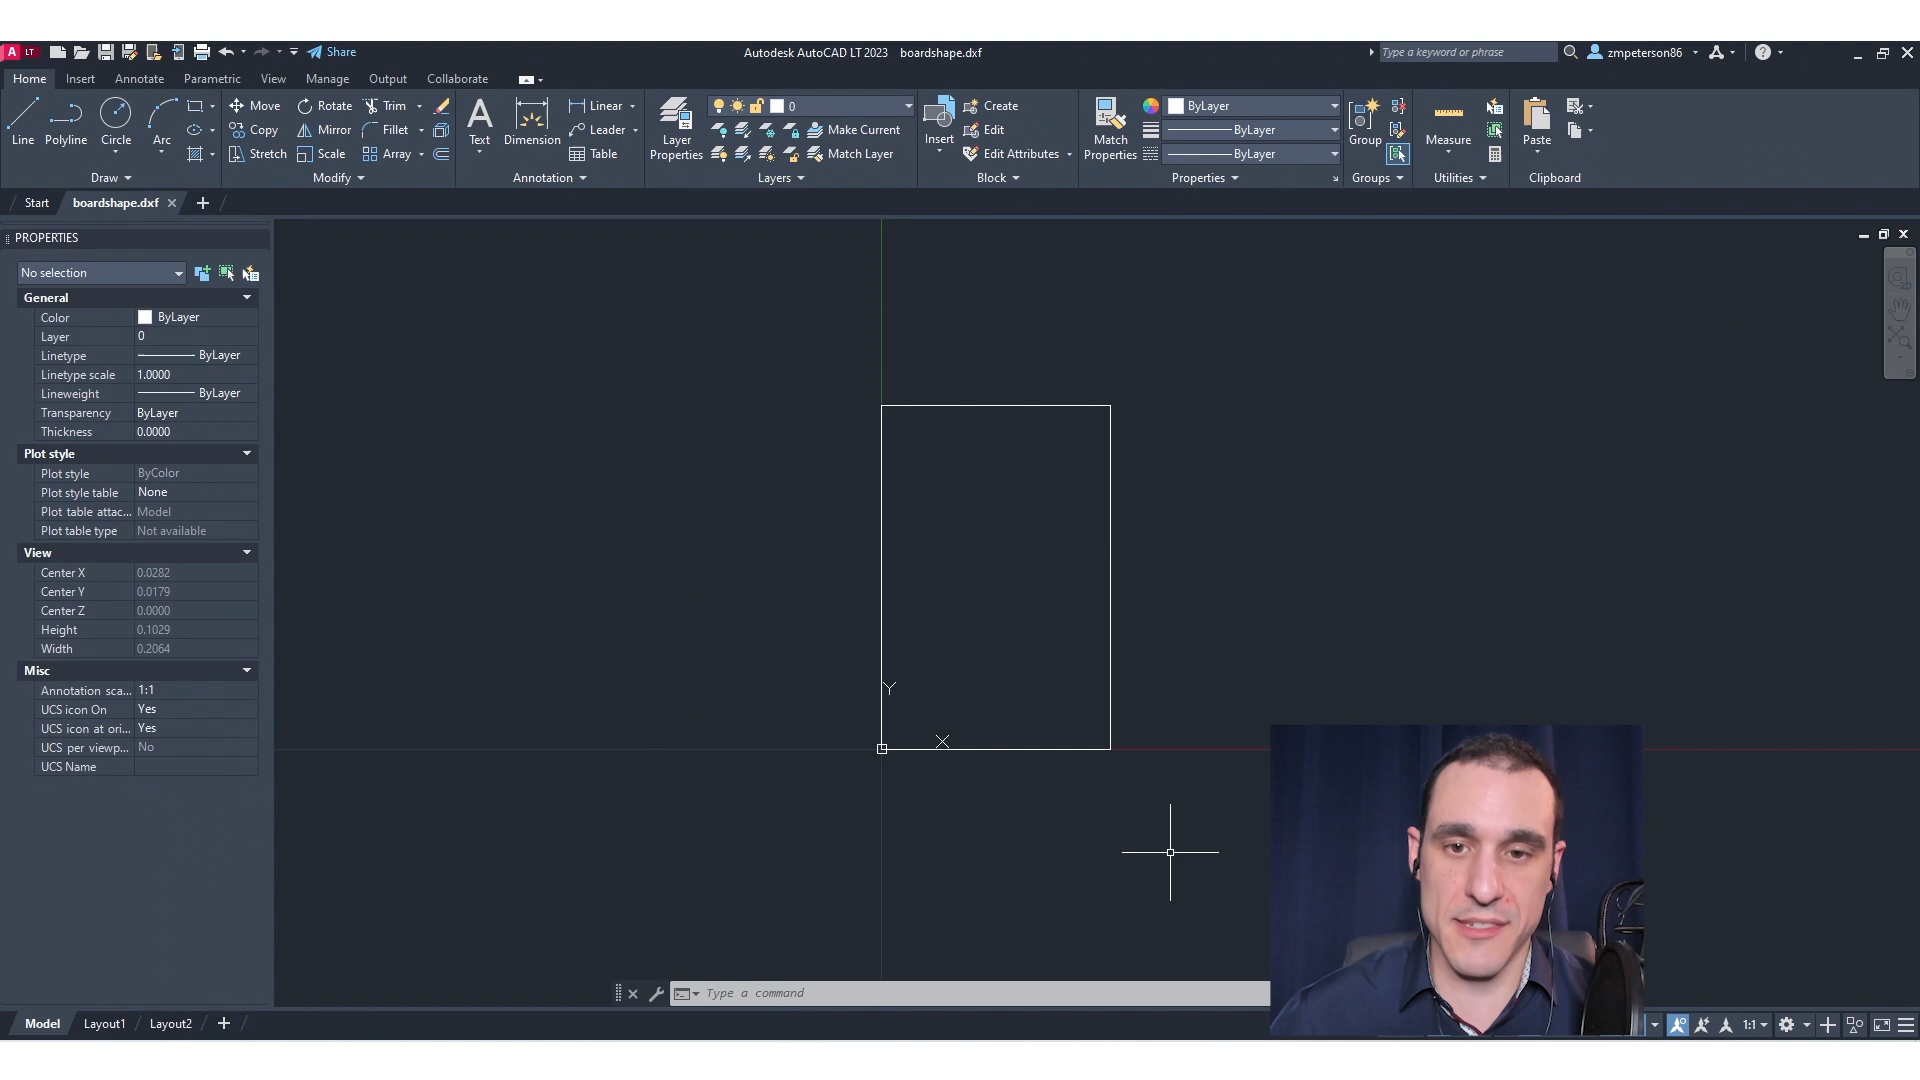 A LT Share Autodesk AutoCAD LT 2023 boardshape.dxf Type a keyword or phrase zmpeterson86
Home Insert Annotate Parametric View Manage Output Collaborate
Line Polyline Circle Arc
Move Rotate Trim
Copy Mirror Fillet
Stretch Scale Array
Text Dimension
Linear
Leader
Table
Layer Properties
0
Make Current
Match Layer
Insert
Create
Edit
Edit Attributes
Match Properties
ByLayer
ByLayer
ByLayer
Group Measure Paste
Draw Modify Annotation Layers Block Properties Groups Utilities Clipboard
Start boardshape.dxf
PROPERTIES
No selection
General
Color ByLayer
Layer 0
Linetype ByLayer
Linetype scale 1.0000
Lineweight ByLayer
Transparency ByLayer
Thickness 0.0000
Plot style
Plot style ByColor
Plot style table None
Plot table attac... Model
Plot table type Not available
View
Center X 0.0282
Center Y 0.0179
Center Z 0.0000
Height 0.1029
Width 0.2064
Misc
Annotation sca... 1:1
UCS icon On Yes
UCS icon at ori... Yes
UCS per viewp... No
UCS Name
Y
X
Type a command
Model Layout1 Layout2
1:1